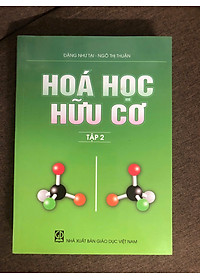 ĐẶNG NHƯ TẠI - NGÔ THỊ THUẬN
HOÁ HỌC
HỮU CƠ
TẬP 2
NHÀ XUẤT BẢN GIÁO DỤC VIỆT NAM